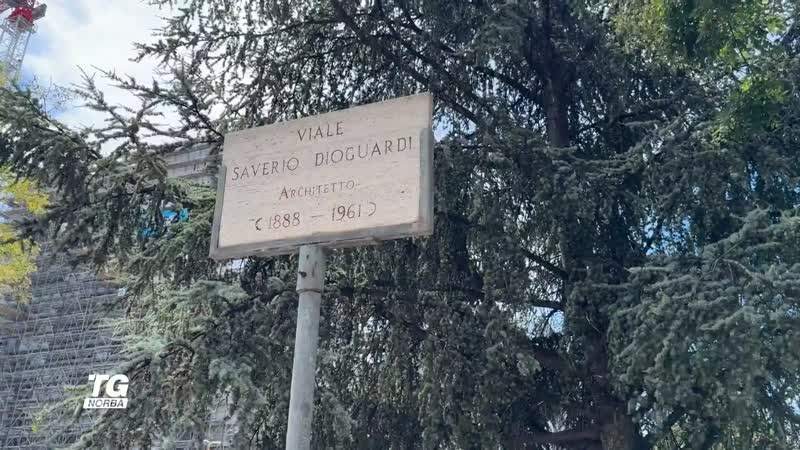 VIALE
SAVERIO DIOGUARDI
ARCHITETTO
(1888 – 1961)
TG
NORBA